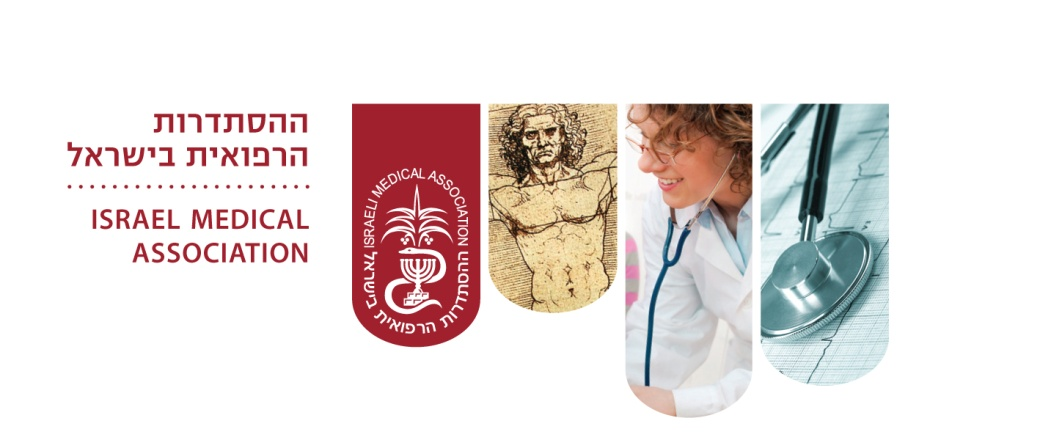 ההסתדרות
הרפואית בישראל
ISRAEL MEDICAL
ASSOCIATION
ISRAELI MEDICAL ASSOCIATION
ההסתדרות הרפואית בישראל